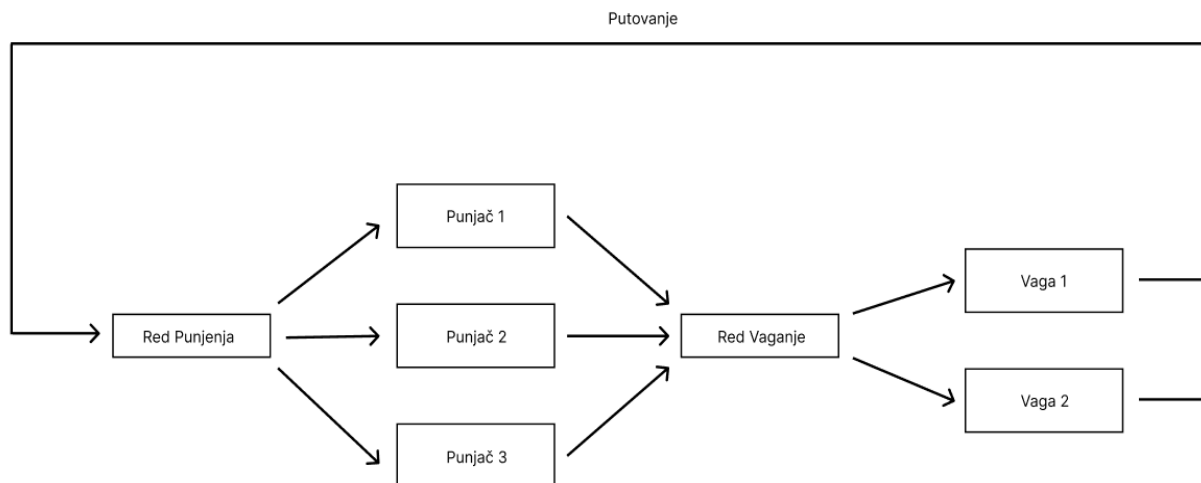 Putovanje
Punjač 1
Red Punjenja
Punjač 2
Punjač 3
Red Vaganje
Vaga 1
Vaga 2